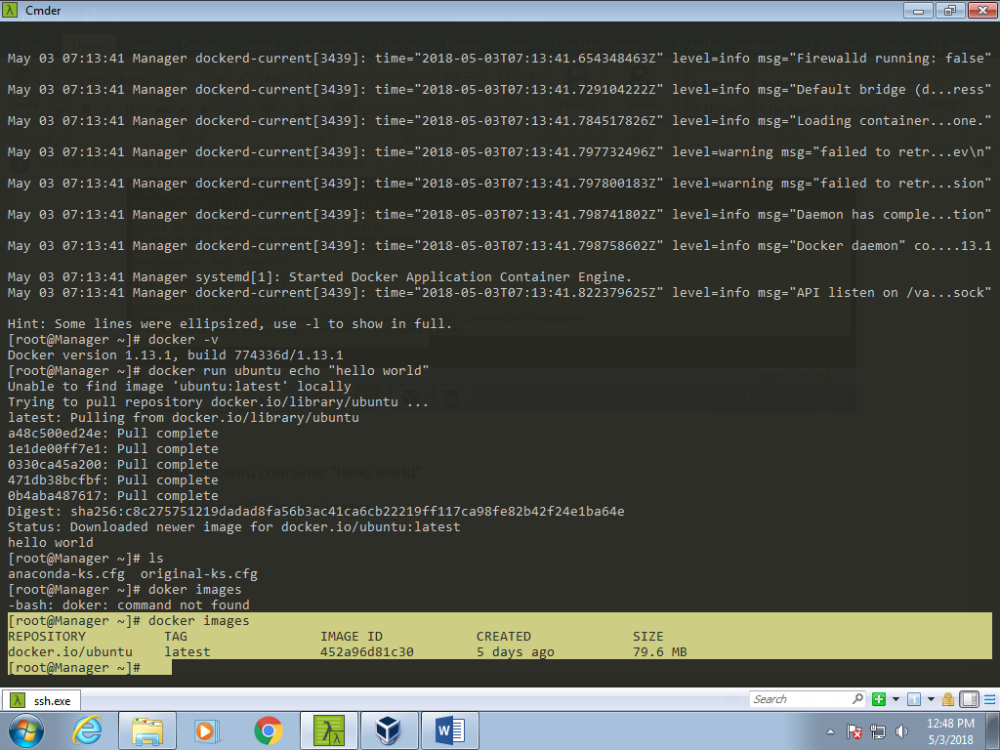 Cmder
May 03 07:13:41 Manager dockerd-current[3439]: time="2018-05-03T07:13:41.654348463Z" level=info msg="Firewalld running: false"
May 03 07:13:41 Manager dockerd-current[3439]: time="2018-05-03T07:13:41.729104222Z" level=info msg="Default bridge (d...ress"
May 03 07:13:41 Manager dockerd-current[3439]: time="2018-05-03T07:13:41.784517826Z" level=info msg="Loading container...one."
May 03 07:13:41 Manager dockerd-current[3439]: time="2018-05-03T07:13:41.797732496Z" level=warning msg="failed to retr...ev\n"
May 03 07:13:41 Manager dockerd-current[3439]: time="2018-05-03T07:13:41.797800183Z" level=warning msg="failed to retr...sion"
May 03 07:13:41 Manager dockerd-current[3439]: time="2018-05-03T07:13:41.798741802Z" level=info msg="Daemon has comple...tion"
May 03 07:13:41 Manager dockerd-current[3439]: time="2018-05-03T07:13:41.798758602Z" level=info msg="Docker daemon" co....13.1
May 03 07:13:41 Manager systemd[1]: Started Docker Application Container Engine.
May 03 07:13:41 Manager dockerd-current[3439]: time="2018-05-03T07:13:41.822379625Z" level=info msg="API listen on /va...sock"
Hint: Some lines were ellipsized, use -l to show in full.
[root@Manager ~]# docker -v
Docker version 1.13.1, build 774336d/1.13.1
[root@Manager ~]# docker run ubuntu echo "hello world"
Unable to find image 'ubuntu:latest' locally
Trying to pull repository docker.io/library/ubuntu ...
latest: Pulling from docker.io/library/ubuntu
a48c500ed24e: Pull complete
1e1de00ff7e1: Pull complete
0330ca45a200: Pull complete
471db38bcfbf: Pull complete
0b4aba487617: Pull complete
Digest: sha256:c8c275751219dadad8fa56b3ac41ca6cb22219ff117ca98fe82b42f24e1ba64e
Status: Downloaded newer image for docker.io/ubuntu:latest
hello world
[root@Manager ~]# ls
anaconda-ks.cfg  original-ks.cfg
[root@Manager ~]# doker images
-bash: doker: command not found
[root@Manager ~]# docker images
REPOSITORY          TAG                 IMAGE ID            CREATED             SIZE
docker.io/ubuntu    latest              452a96d81c30        5 days ago          79.6 MB
[root@Manager ~]#
ssh.exe
Search
12:48 PM
5/3/2018